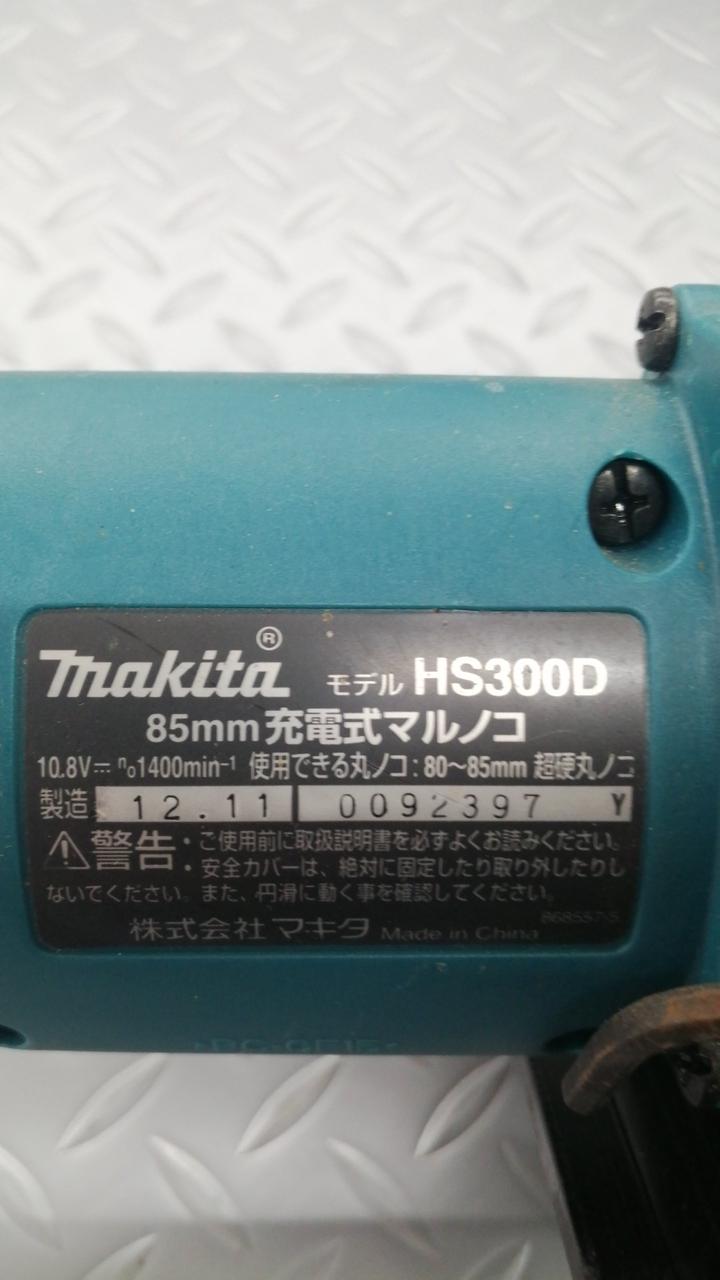 makita® モデル HS300D
85mm 充電式マルノコ
10.8V⎓ n₀1400min⁻¹ 使用できる丸ノコ:80〜85mm 超硬丸ノコ
製造 12.11 0092397 Y
⚠警告・ご使用前に取扱説明書を必ずよくお読みください。
・安全カバーは、絶対に固定したり取り外したりし
ないでください。また、円滑に動く事を確認してください。
868557-5
株式会社 マキタ Made in China